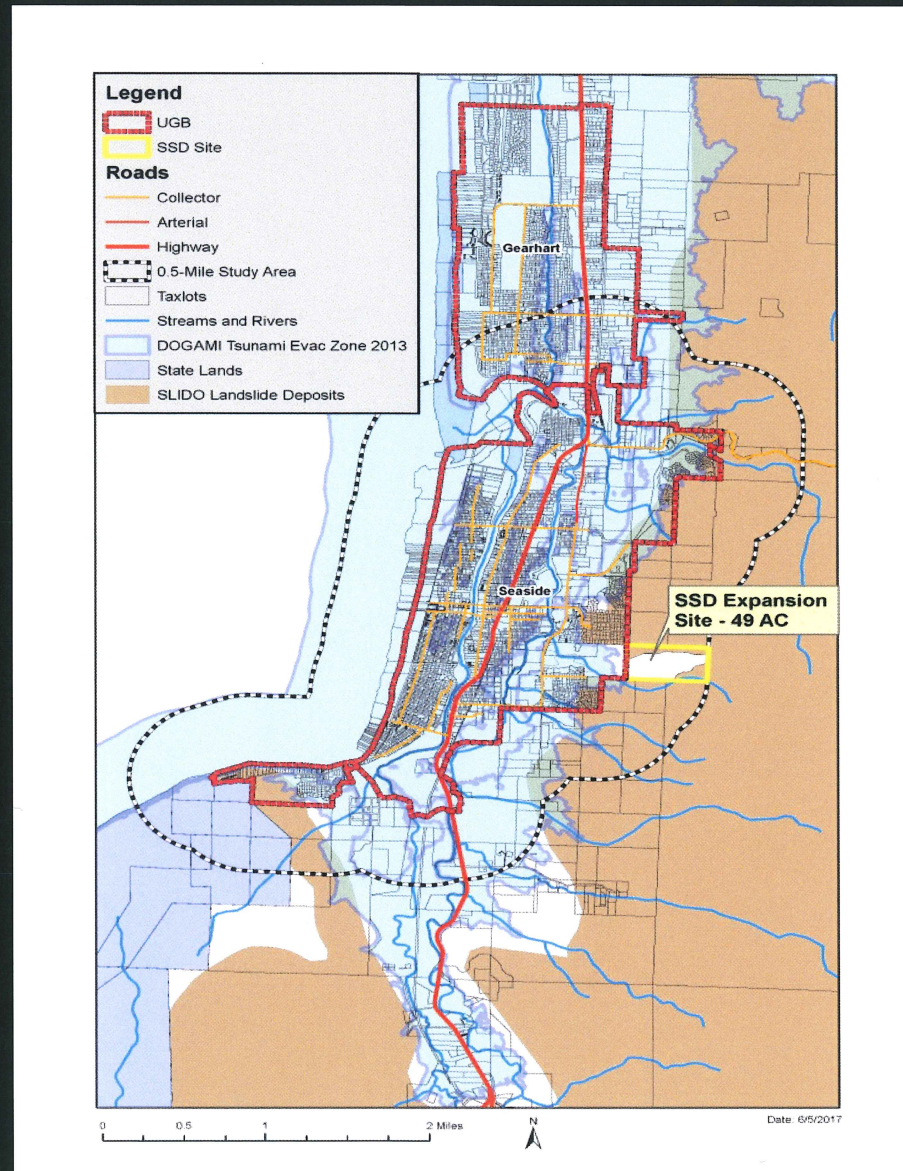 Legend
UGB
SSD Site
Roads
Collector
Arterial
Highway
0.5-Mile Study Area
Taxlots
Streams and Rivers
DOGAMI Tsunami Evac Zone 2013
State Lands
SLIDO Landslide Deposits
Gearhart
Seaside
SSD Expansion
Site - 49 AC
0 0.5 1 2 Miles
N
Date: 6/5/2017